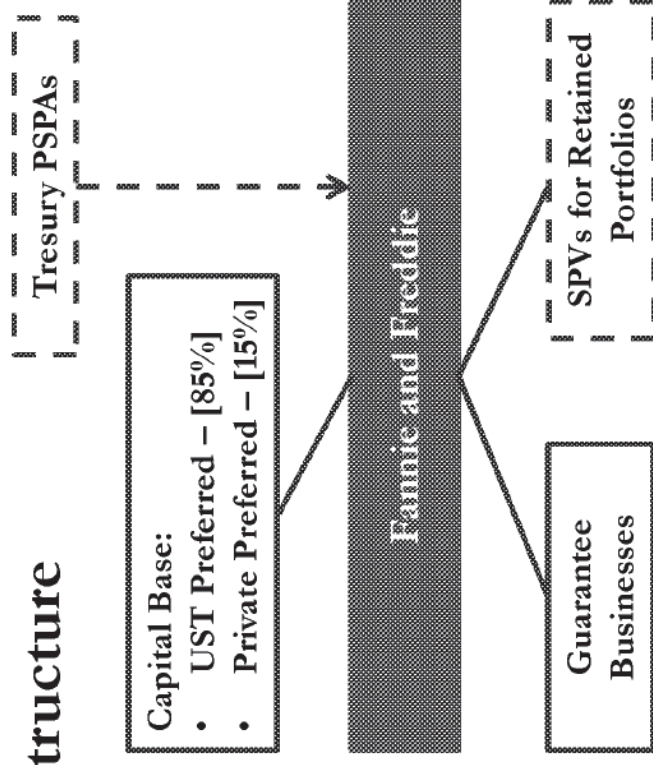 tructure
Tresury PSPAs
Capital Base:
• UST Preferred – [85%]
• Private Preferred – [15%]
Fannie and Freddie
Guarantee
Businesses
SPVs for Retained
Portfolios